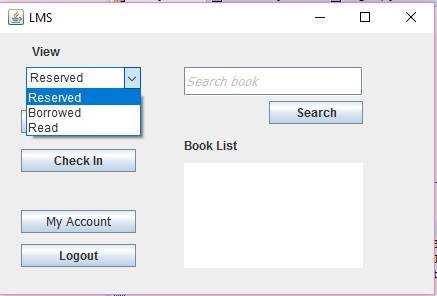 LMS
View
Reserved
Reserved
Borrowed
Read
Check In
My Account
Logout
Search book
Search
Book List